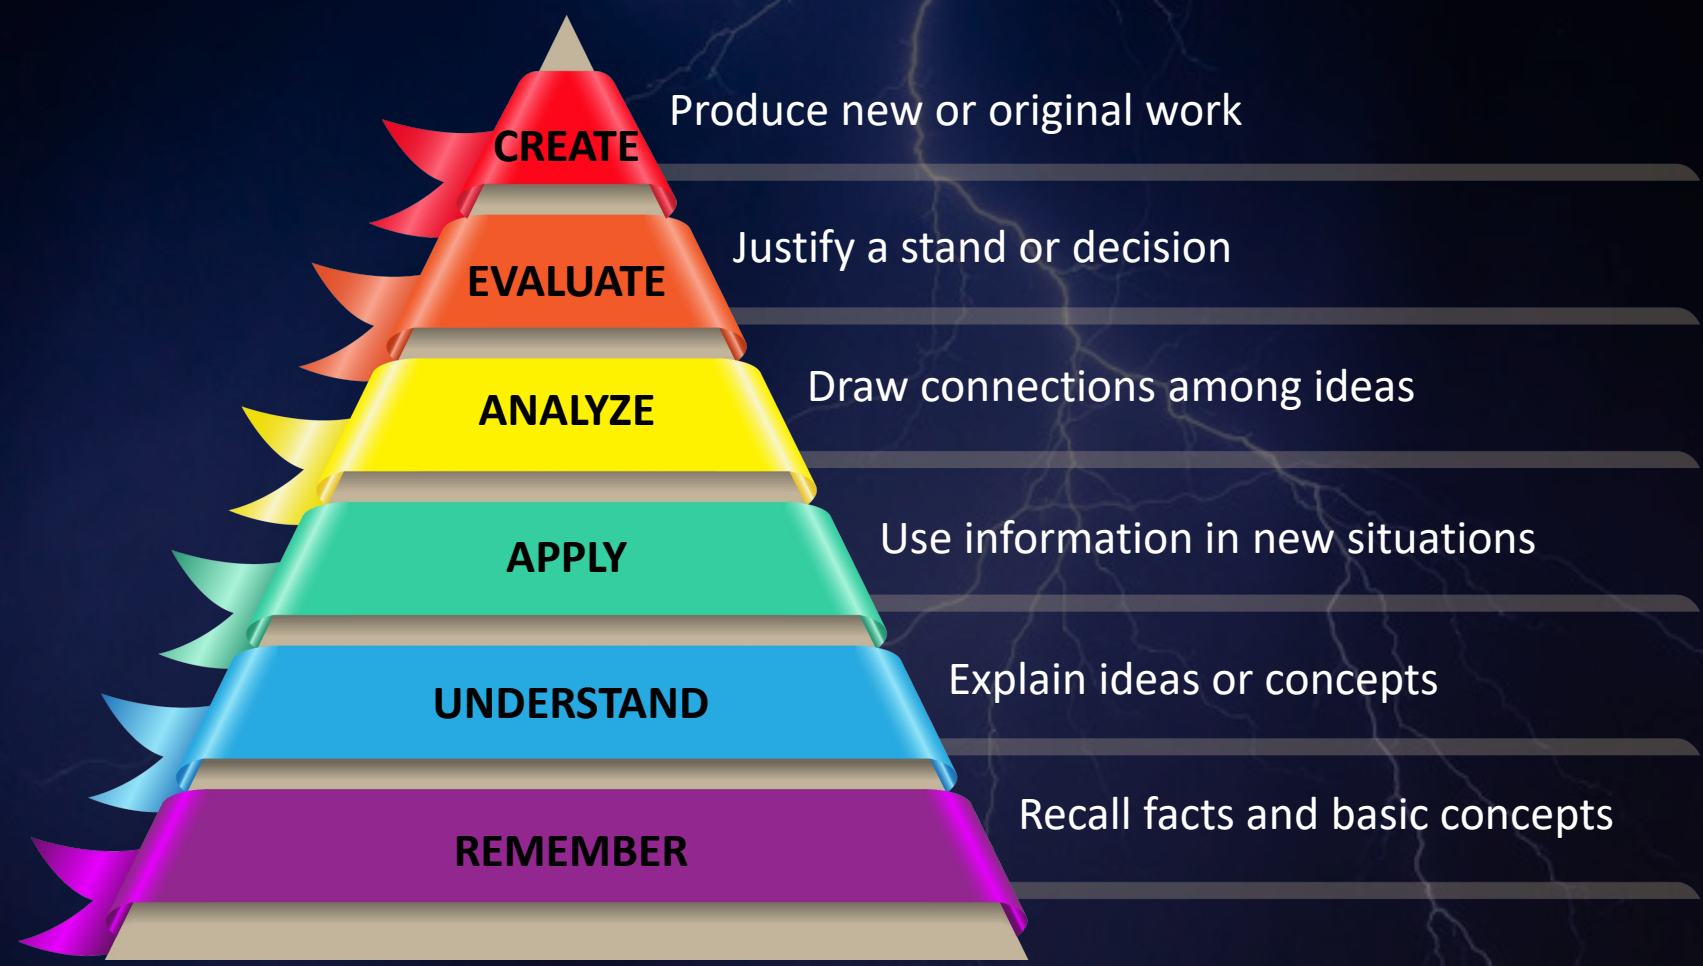 CREATE
Produce new or original work
EVALUATE
Justify a stand or decision
ANALYZE
Draw connections among ideas
APPLY
Use information in new situations
UNDERSTAND
Explain ideas or concepts
REMEMBER
Recall facts and basic concepts